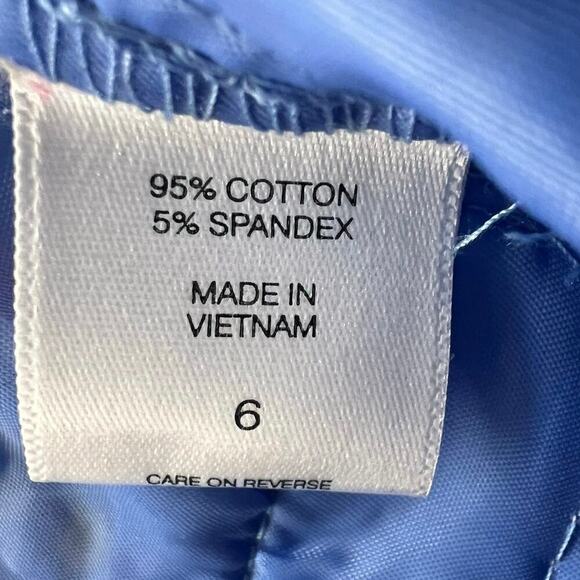 95% COTTON
5% SPANDEX
MADE IN
VIETNAM
6
CARE ON REVERSE